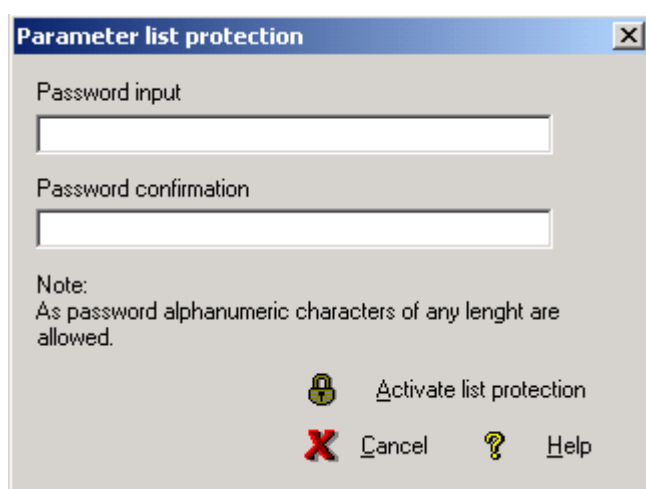 Parameter list protection
Password input
Password confirmation
Note:
As password alphanumeric characters of any lenght are
allowed.
Activate list protection
Cancel
Help